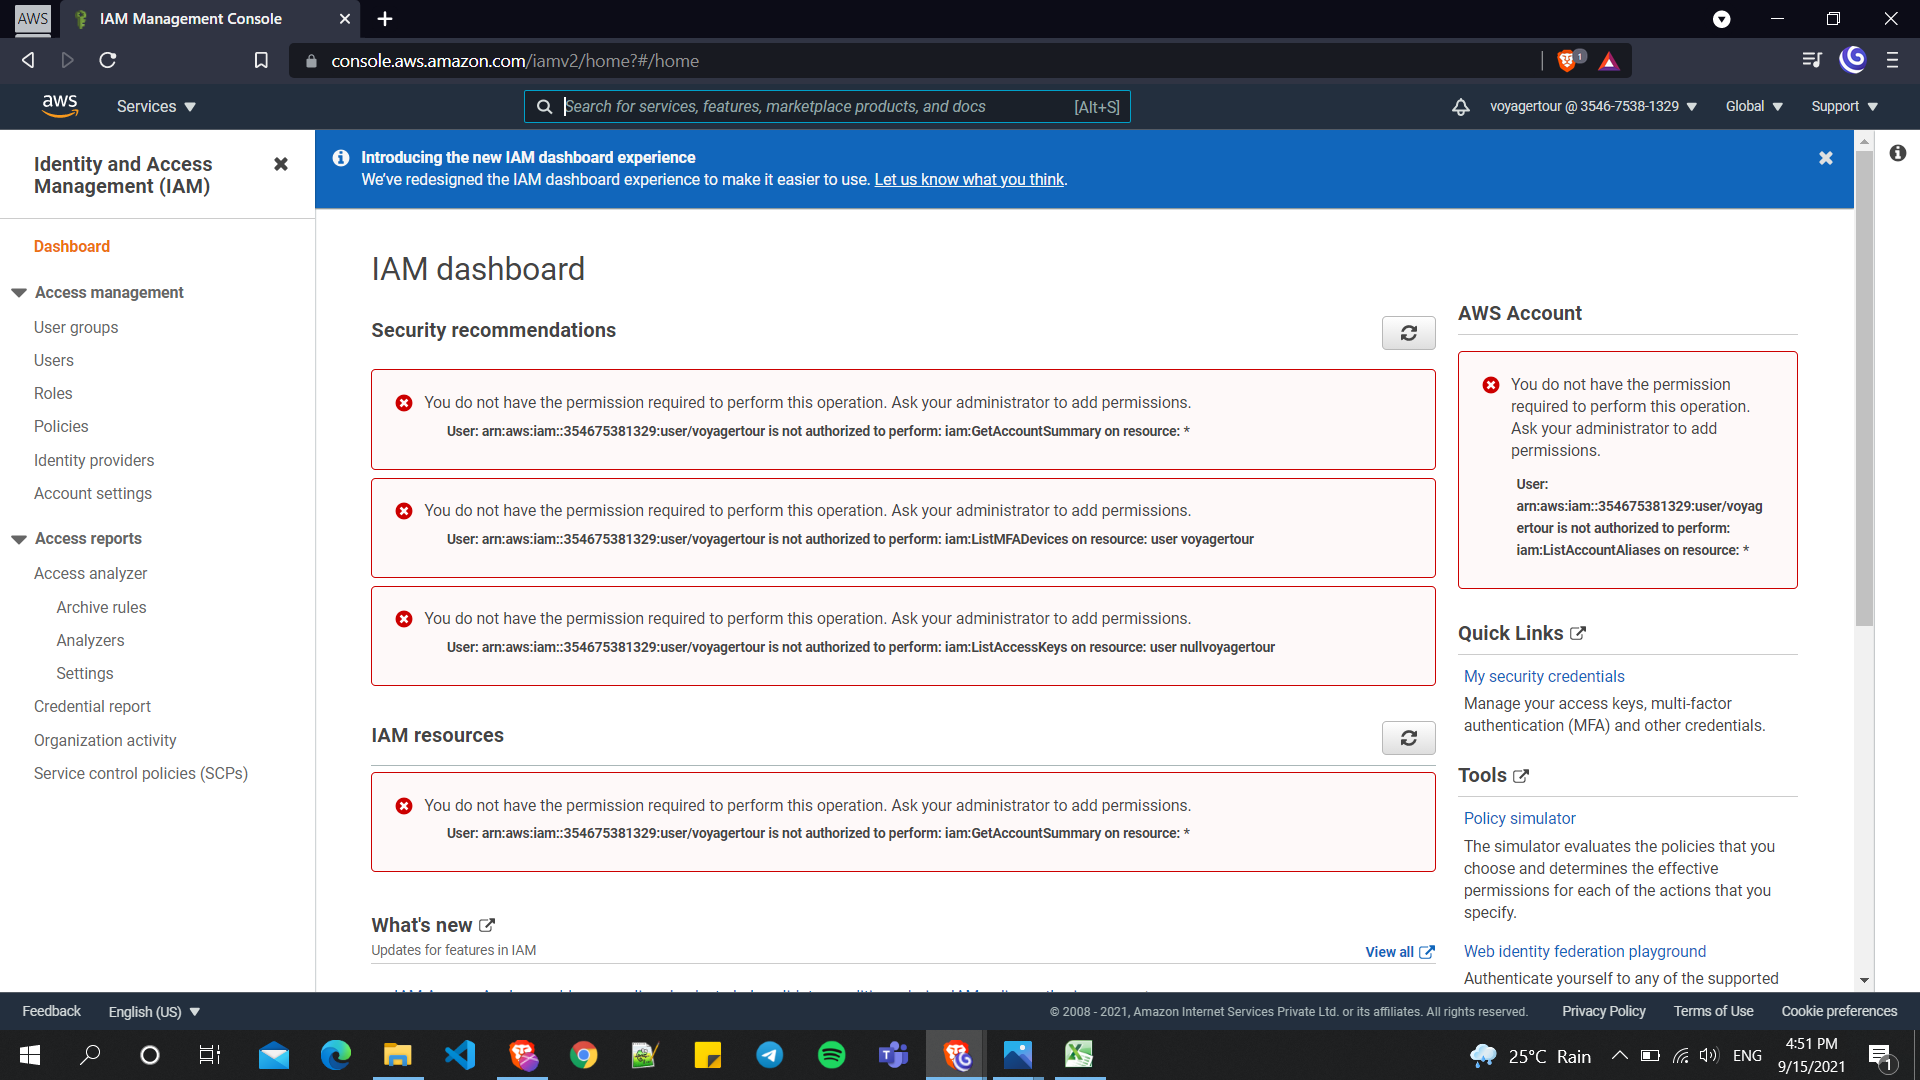 AWS
IAM Management Console
console.aws.amazon.com/iamv2/home?#/home
1
aws
Services
Search for services, features, marketplace products, and docs
[Alt+S]
voyagertour @ 3546-7538-1329
Global
Support
Identity and Access
Management (IAM)
Dashboard
Access management
User groups
Users
Roles
Policies
Identity providers
Account settings
Access reports
Access analyzer
Archive rules
Analyzers
Settings
Credential report
Organization activity
Service control policies (SCPs)
Introducing the new IAM dashboard experience
We've redesigned the IAM dashboard experience to make it easier to use. Let us know what you think.
IAM dashboard
Security recommendations
You do not have the permission required to perform this operation. Ask your administrator to add permissions.
User: arn:aws:iam::354675381329:user/voyagertour is not authorized to perform: iam:GetAccountSummary on resource: *
You do not have the permission required to perform this operation. Ask your administrator to add permissions.
User: arn:aws:iam::354675381329:user/voyagertour is not authorized to perform: iam:ListMFADevices on resource: user voyagertour
You do not have the permission required to perform this operation. Ask your administrator to add permissions.
User: arn:aws:iam::354675381329:user/voyagertour is not authorized to perform: iam:ListAccessKeys on resource: user nullvoyagertour
IAM resources
You do not have the permission required to perform this operation. Ask your administrator to add permissions.
User: arn:aws:iam::354675381329:user/voyagertour is not authorized to perform: iam:GetAccountSummary on resource: *
What's new
Updates for features in IAM
View all
AWS Account
You do not have the permission
required to perform this operation.
Ask your administrator to add
permissions.
User:
arn:aws:iam::354675381329:user/voyag
ertour is not authorized to perform:
iam:ListAccountAliases on resource: *
Quick Links
My security credentials
Manage your access keys, multi-factor
authentication (MFA) and other credentials.
Tools
Policy simulator
The simulator evaluates the policies that you
choose and determines the effective
permissions for each of the actions that you
specify.
Web identity federation playground
Authenticate yourself to any of the supported
Feedback
English (US)
© 2008 - 2021, Amazon Internet Services Private Ltd. or its affiliates. All rights reserved.
Privacy Policy
Terms of Use
Cookie preferences
25°C Rain
ENG
4:51 PM
9/15/2021
1